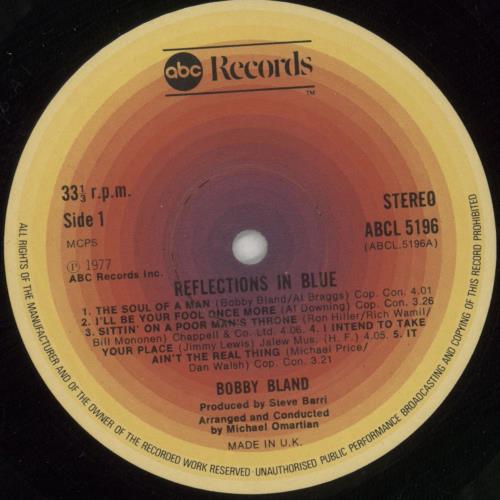 abc Records
TM
33⅓ r.p.m.
Side 1
MCPS
Ⓟ 1977
ABC Records Inc.
STEREO
ABCL 5196
(ABCL.5196A)
REFLECTIONS IN BLUE
1. THE SOUL OF A MAN (Bobby Bland/Al Braggs) Cop. Con. 4.01
2. I'LL BE YOUR FOOL ONCE MORE (Al Downing) Cop. Con. 3.26
3. SITTIN' ON A POOR MAN'S THRONE (Ron Hiller/Rich Wamil/
Bill Mononen) Chappell & Co. Ltd. 4.06. 4. I INTEND TO TAKE
YOUR PLACE (Jimmy Lewis) Jalew Mus. (H. F.) 4.05. 5. IT
AIN'T THE REAL THING (Michael Price/
Dan Walsh) Cop. Con. 3.21
BOBBY BLAND
Produced by Steve Barri
Arranged and Conducted
by Michael Omartian
MADE IN U.K.
ALL RIGHTS OF THE MANUFACTURER AND OF THE OWNER OF THE RECORDED WORK RESERVED · UNAUTHORISED PUBLIC PERFORMANCE BROADCASTING AND COPYING OF THIS RECORD PROHIBITED